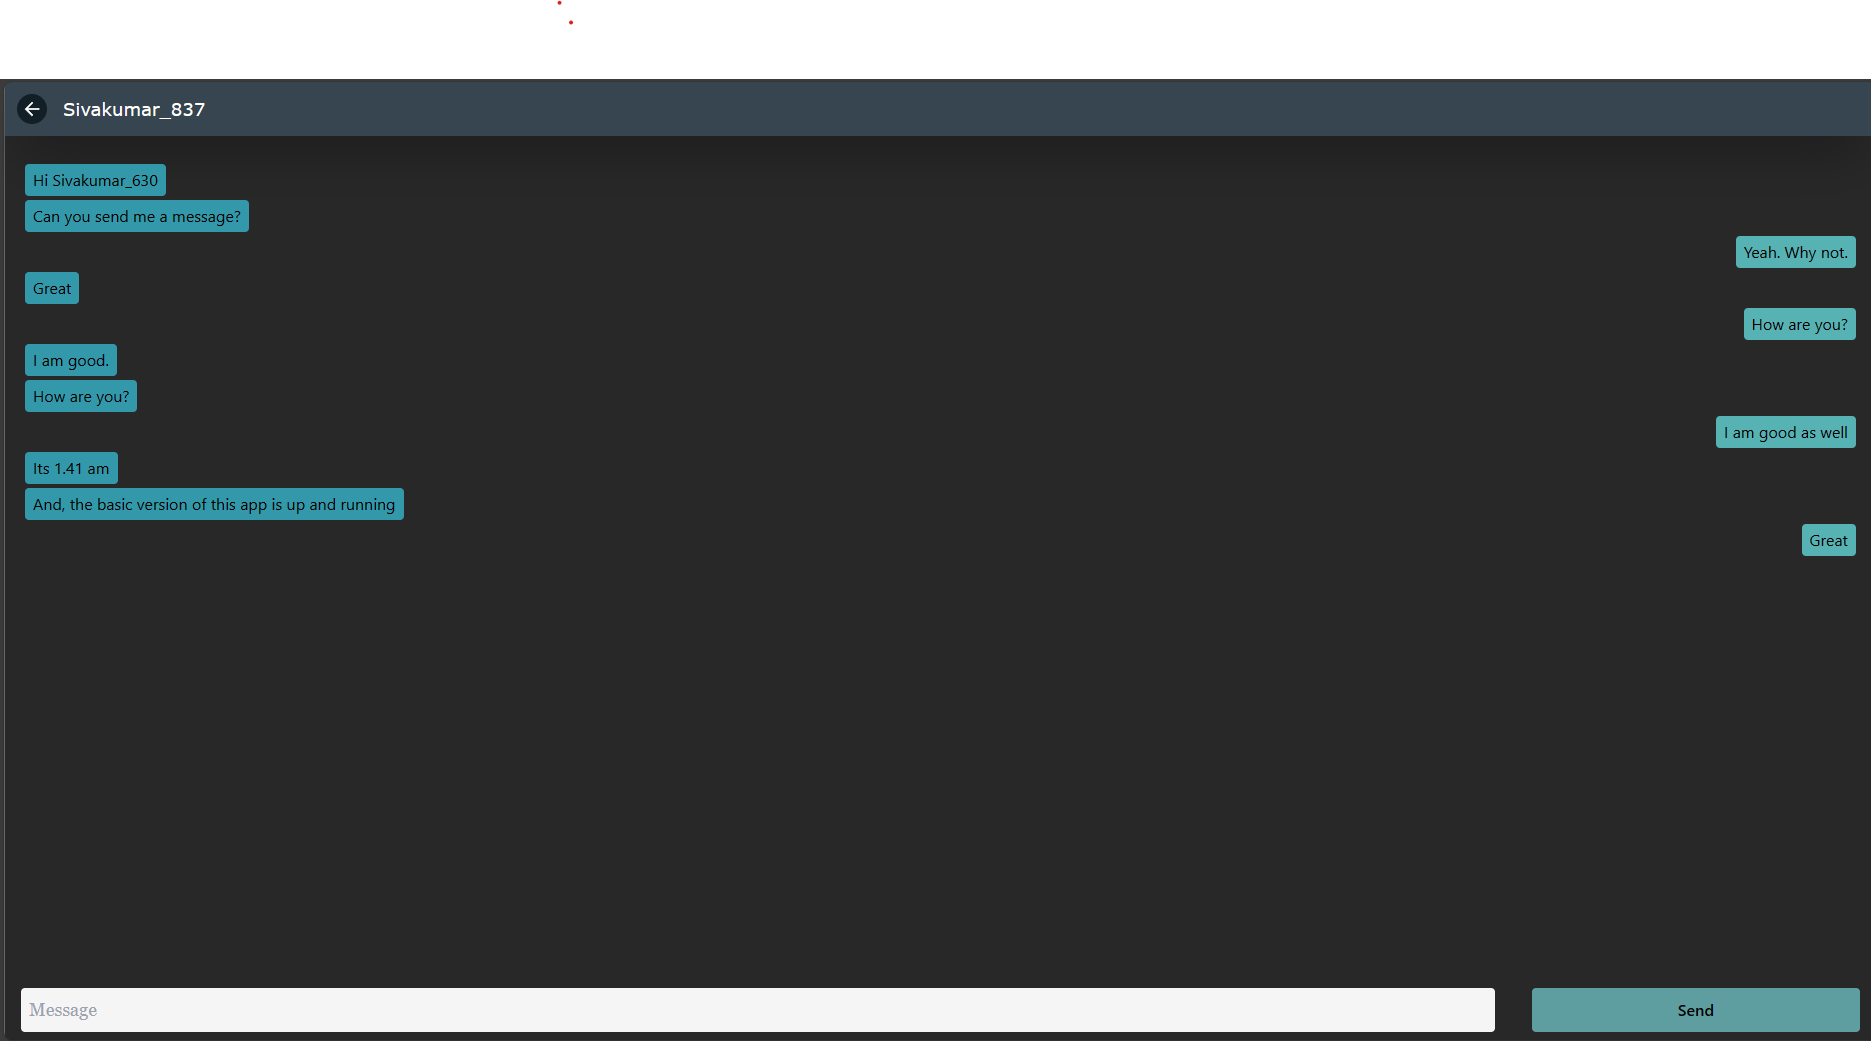 Sivakumar_837
Hi Sivakumar_630
Can you send me a message?
Yeah. Why not.
Great
How are you?
I am good.
How are you?
I am good as well
Its 1.41 am
And, the basic version of this app is up and running
Great
Message
Send